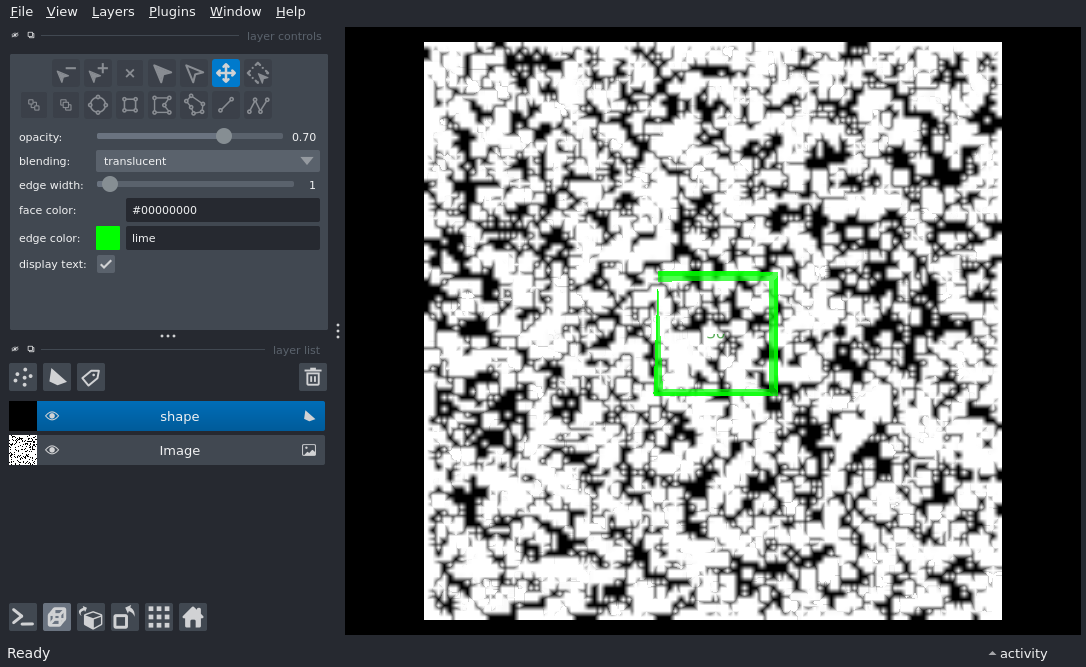 File View Layers Plugins Window Help
layer controls
opacity: 0.70
blending: translucent
edge width: 1
face color: #00000000
edge color: lime
display text:
layer list
shape
Image
Ready
activity